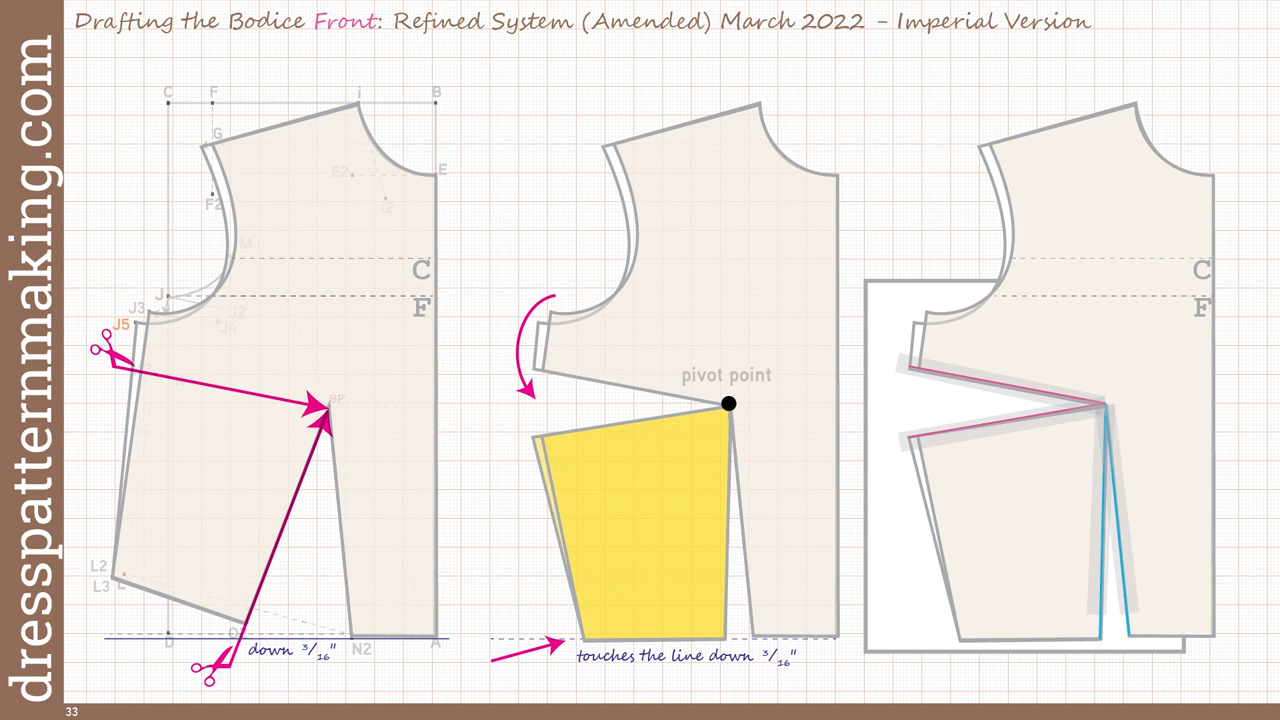 Drafting the Bodice Front: Refined System (Amended) March 2022 - Imperial Version
dresspatternmaking.com
C F i B
G
E2 E
F2 I2
M
C
J
F
J3 J2
J5 J4
BP
L2
L3 L
D O N2 A
down 3/16"
pivot point
touches the line down 3/16"
C
F
33